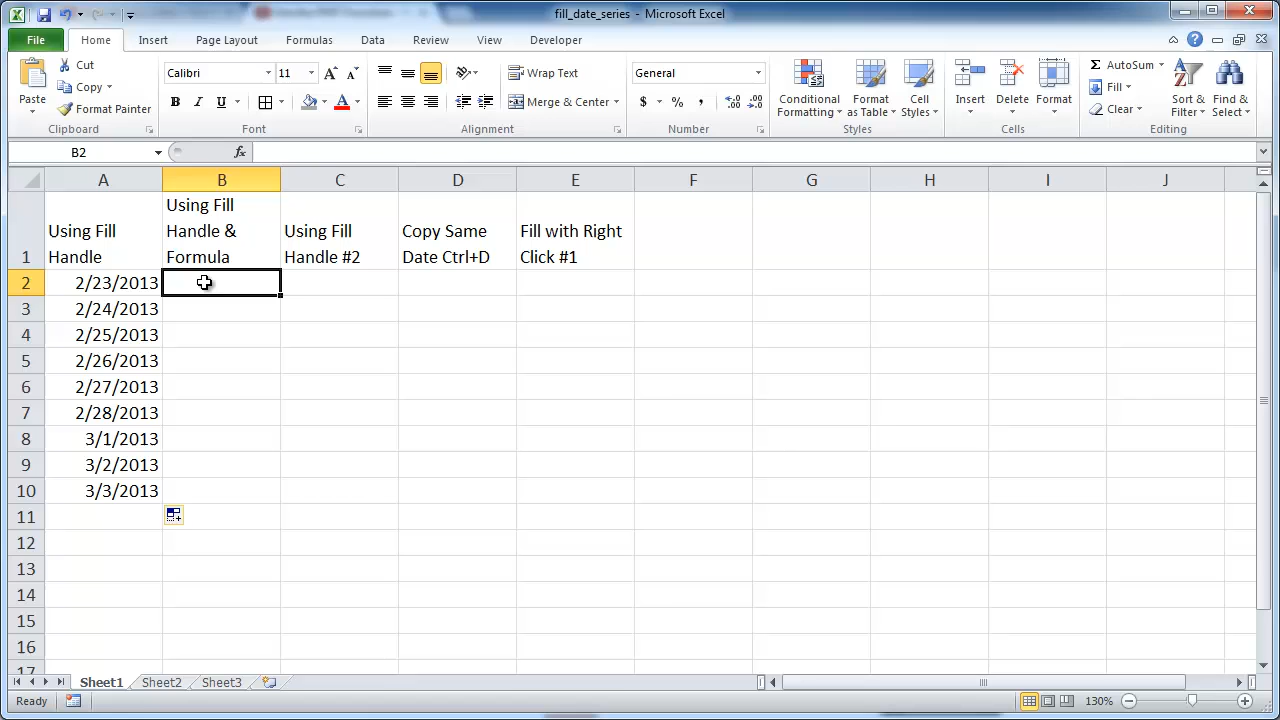 fill_date_series - Microsoft Excel
File Home Insert Page Layout Formulas Data Review View Developer
Paste
Cut
Copy
Format Painter
Clipboard
Calibri 11
B I U A
Font
Wrap Text
Merge & Center
Alignment
General
$ % ,
Number
Conditional Formatting
Format as Table
Cell Styles
Styles
Insert
Delete
Format
Cells
Σ AutoSum
Fill
Clear
Sort & Filter
Find & Select
Editing
B2 fx
A B C D E F G H I J
1
Using Fill
Handle
Using Fill
Handle &
Formula
Using Fill
Handle #2
Copy Same
Date Ctrl+D
Fill with Right
Click #1
2 2/23/2013
3 2/24/2013
4 2/25/2013
5 2/26/2013
6 2/27/2013
7 2/28/2013
8 3/1/2013
9 3/2/2013
10 3/3/2013
11
12
13
14
15
16
17
Sheet1 Sheet2 Sheet3
Ready 130%